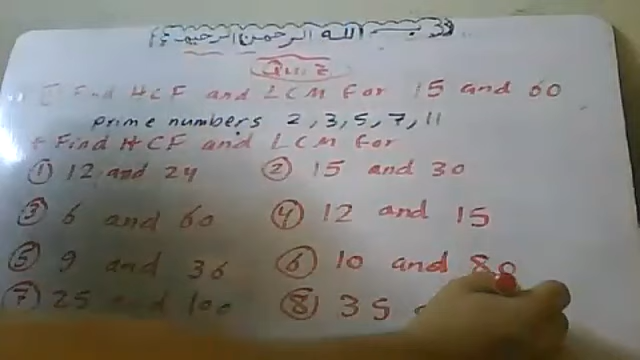 بسم الله الرحمن الرحيم
Quiz
Find HCF and LCM for 15 and 60
prime numbers 2, 3, 5, 7, 11
Find HCF and LCM for
① 12 and 24 ② 15 and 30
③ 6 and 60 ④ 12 and 15
⑤ 9 and 36 ⑥ 10 and 80
⑦ 25 and 100 ⑧ 35